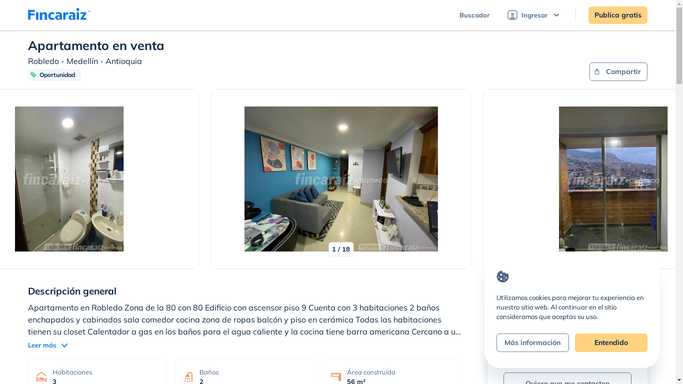 Fincaraiz
Buscador
Ingresar
Publica gratis
Apartamento en venta
Robledo - Medellín - Antioquia
Oportunidad
Compartir
fincaraiz
fincaraiz
fincaraiz
1 / 18
Descripción general
Apartamento en Robledo Zona de la 80 con 80 Edificio con ascensor piso 9 Cuenta con 3 habitaciones 2 baños
enchapados y cabinados sala comedor cocina zona de ropas balcón y piso en cerámica Todas las habitaciones
tienen su closet Calentador a gas en los baños para el agua caliente y la cocina tiene barra americana Cercano a u...
Leer más
Habitaciones
3
Baños
2
Área construida
56 m²
Utilizamos cookies para mejorar tu experiencia en
nuestro sitio web. Al continuar en el sitio
consideramos que aceptas su uso.
Más información
Entendido
Quiero que me contacten